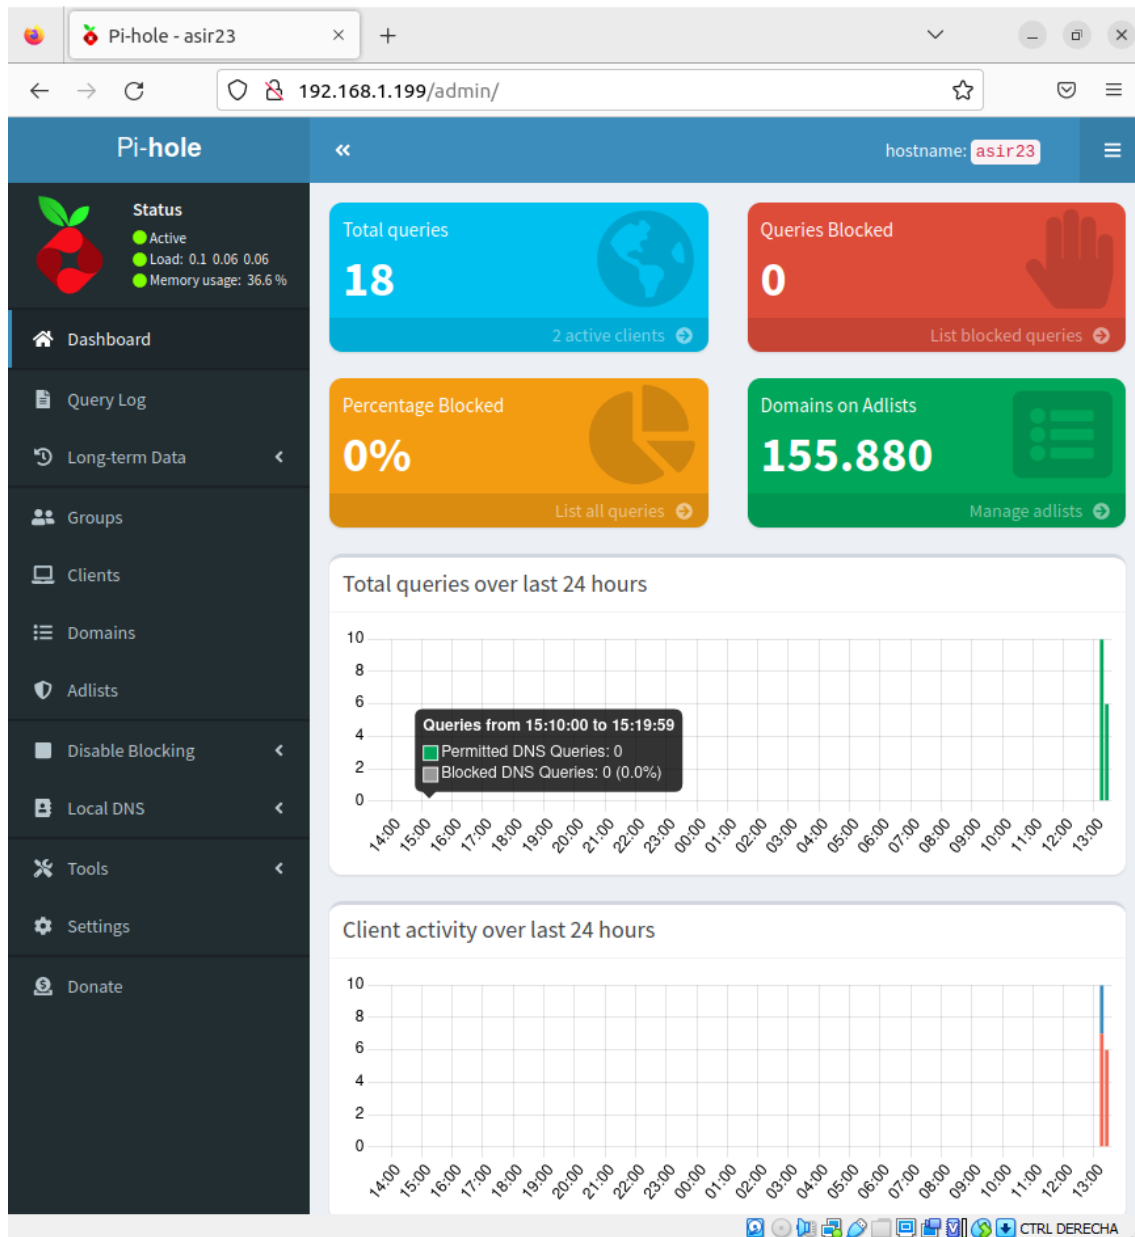 Pi-hole - asir23
192.168.1.199/admin/
Pi-hole
hostname: asir23
Status
Active
Load: 0.1 0.06 0.06
Memory usage: 36.6 %
Dashboard
Query Log
Long-term Data
Groups
Clients
Domains
Adlists
Disable Blocking
Local DNS
Tools
Settings
Donate
Total queries
18
2 active clients
Queries Blocked
0
List blocked queries
Percentage Blocked
0%
List all queries
Domains on Adlists
155.880
Manage adlists
Total queries over last 24 hours
10
8
6
4
2
0
Queries from 15:10:00 to 15:19:59
Permitted DNS Queries: 0
Blocked DNS Queries: 0 (0.0%)
14:00 15:00 16:00 17:00 18:00 19:00 20:00 21:00 22:00 23:00 00:00 01:00 02:00 03:00 04:00 05:00 06:00 07:00 08:00 09:00 10:00 11:00 12:00 13:00
Client activity over last 24 hours
10
8
6
4
2
0
14:00 15:00 16:00 17:00 18:00 19:00 20:00 21:00 22:00 23:00 00:00 01:00 02:00 03:00 04:00 05:00 06:00 07:00 08:00 09:00 10:00 11:00 12:00 13:00
CTRL DERECHA